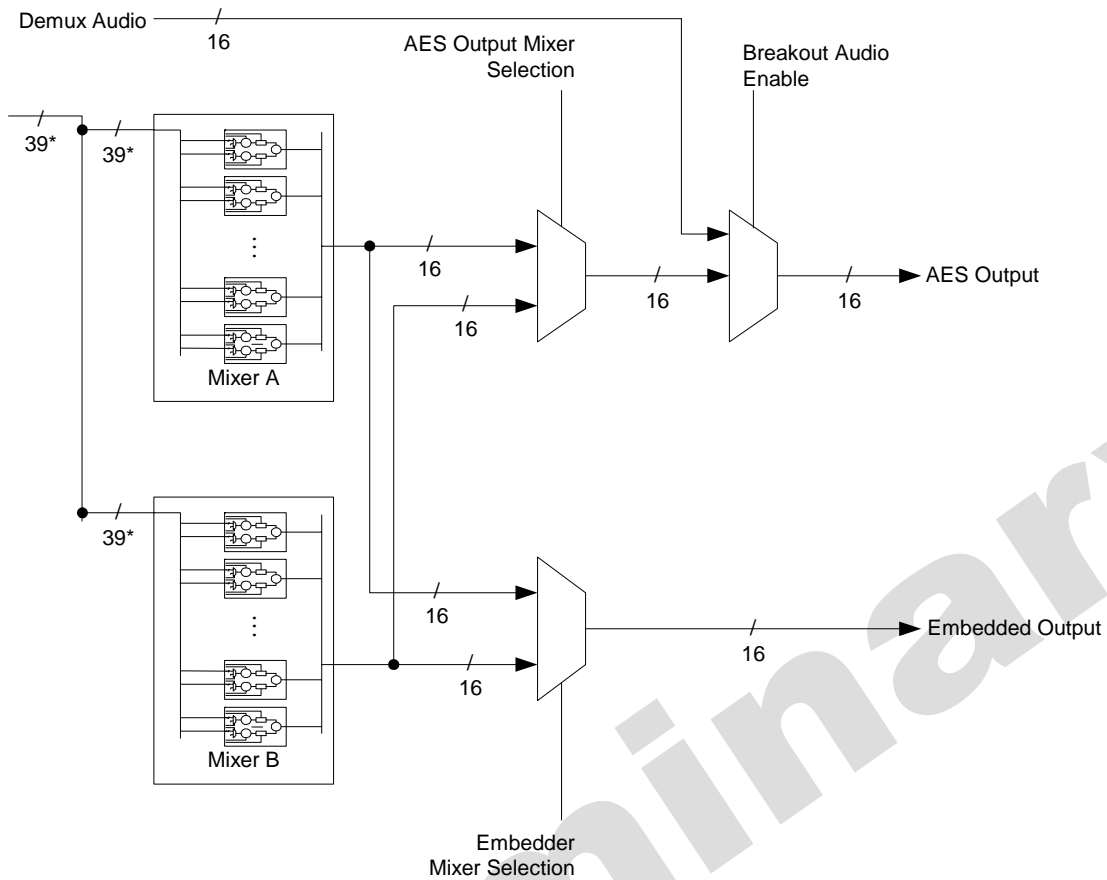 Demux Audio
16
AES Output Mixer
Selection
Breakout Audio
Enable
39*
39*
16
16
16
16
AES Output
Mixer A
39*
16
16
16
Embedded Output
Mixer B
Embedder
Mixer Selection
minar